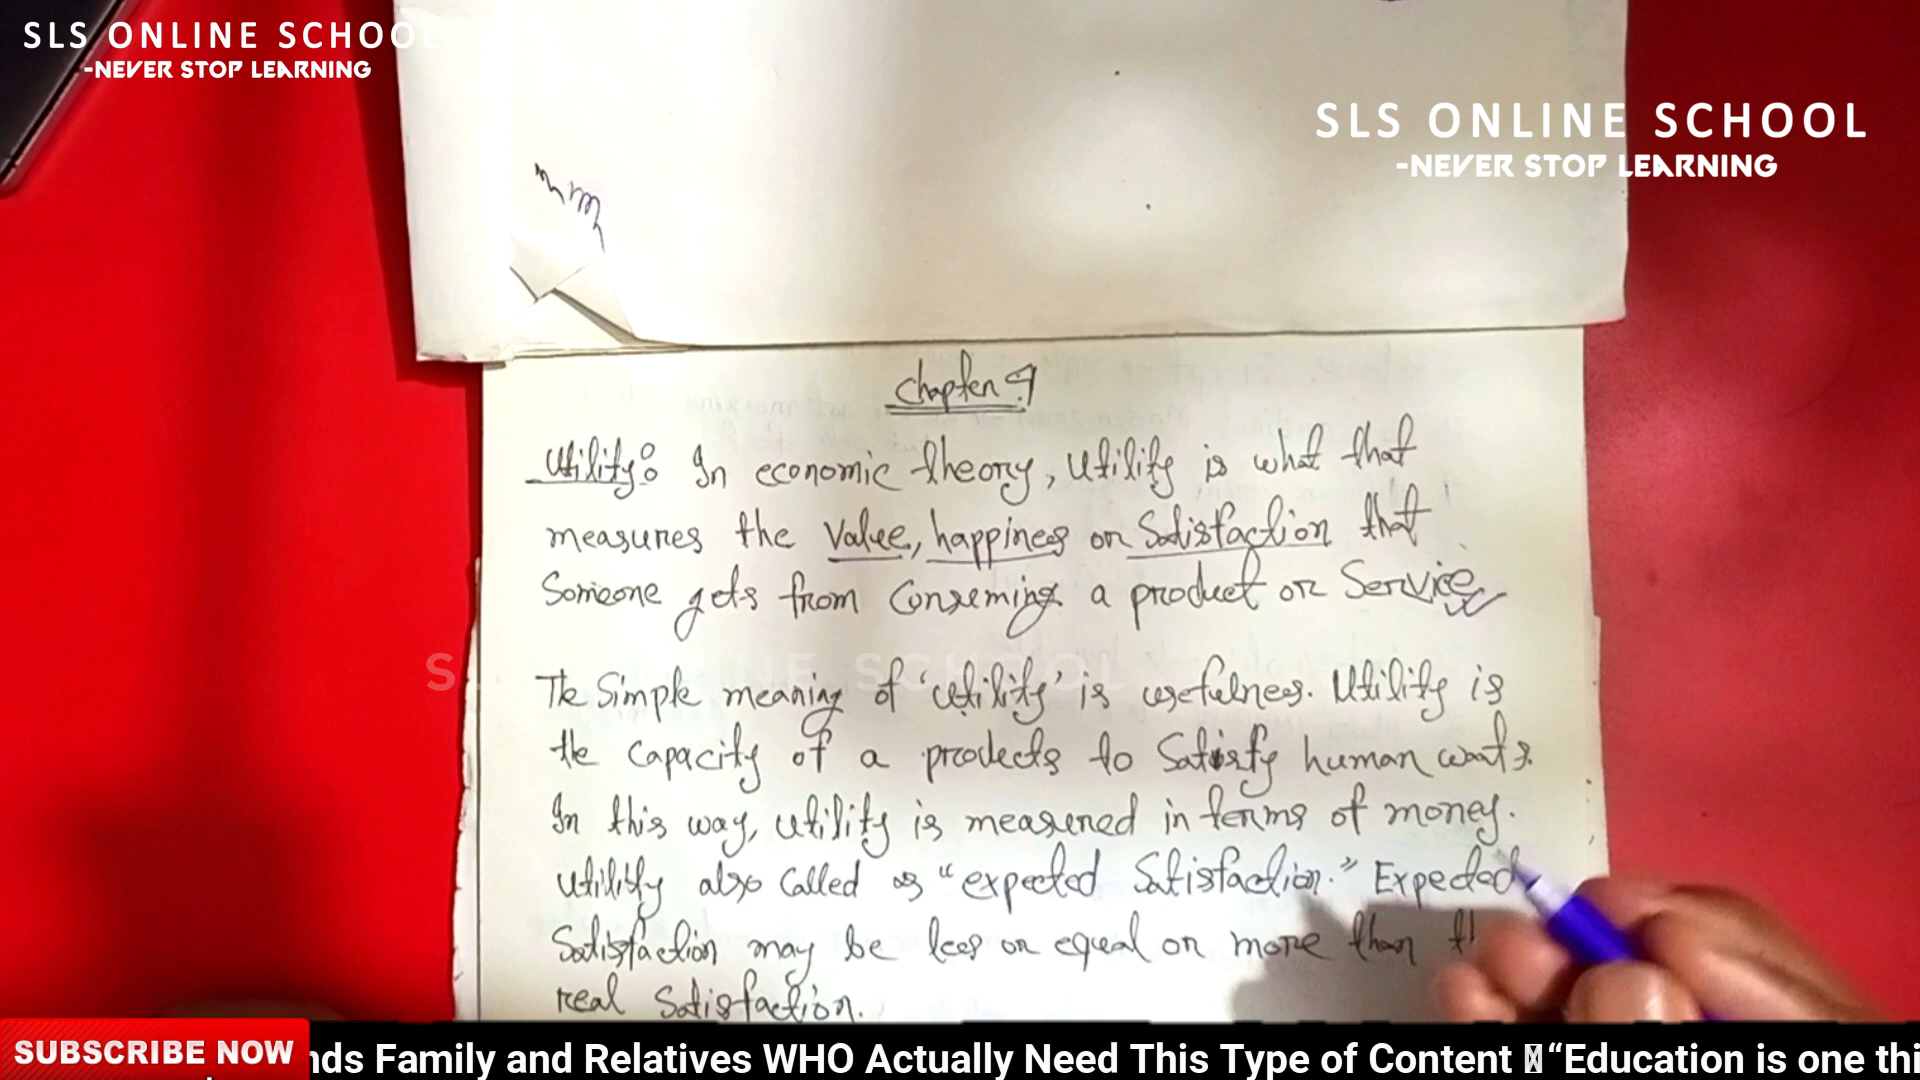 SLS ONLINE SCHOOL
-NEVER STOP LEARNING
SLS ONLINE SCHOOL
-NEVER STOP LEARNING
Chapter
Utility: In economic theory, Utility is what that
measures the Value, happiness or Satisfaction that
Someone gets from Consuming a product or Service
The Simple meaning of 'Utility' is usefulness. Utility is
the Capacity of a products to Satisfy human wants.
In this way, Utility is measured in terms of money.
Utility also Called as "expected Satisfaction." Expected
Satisfaction may be less or equal or more than
real Satisfaction.
SLS ONLINE SCHOOL
SUBSCRIBE NOW
nds Family and Relatives WHO Actually Need This Type of Content “Education is one thi